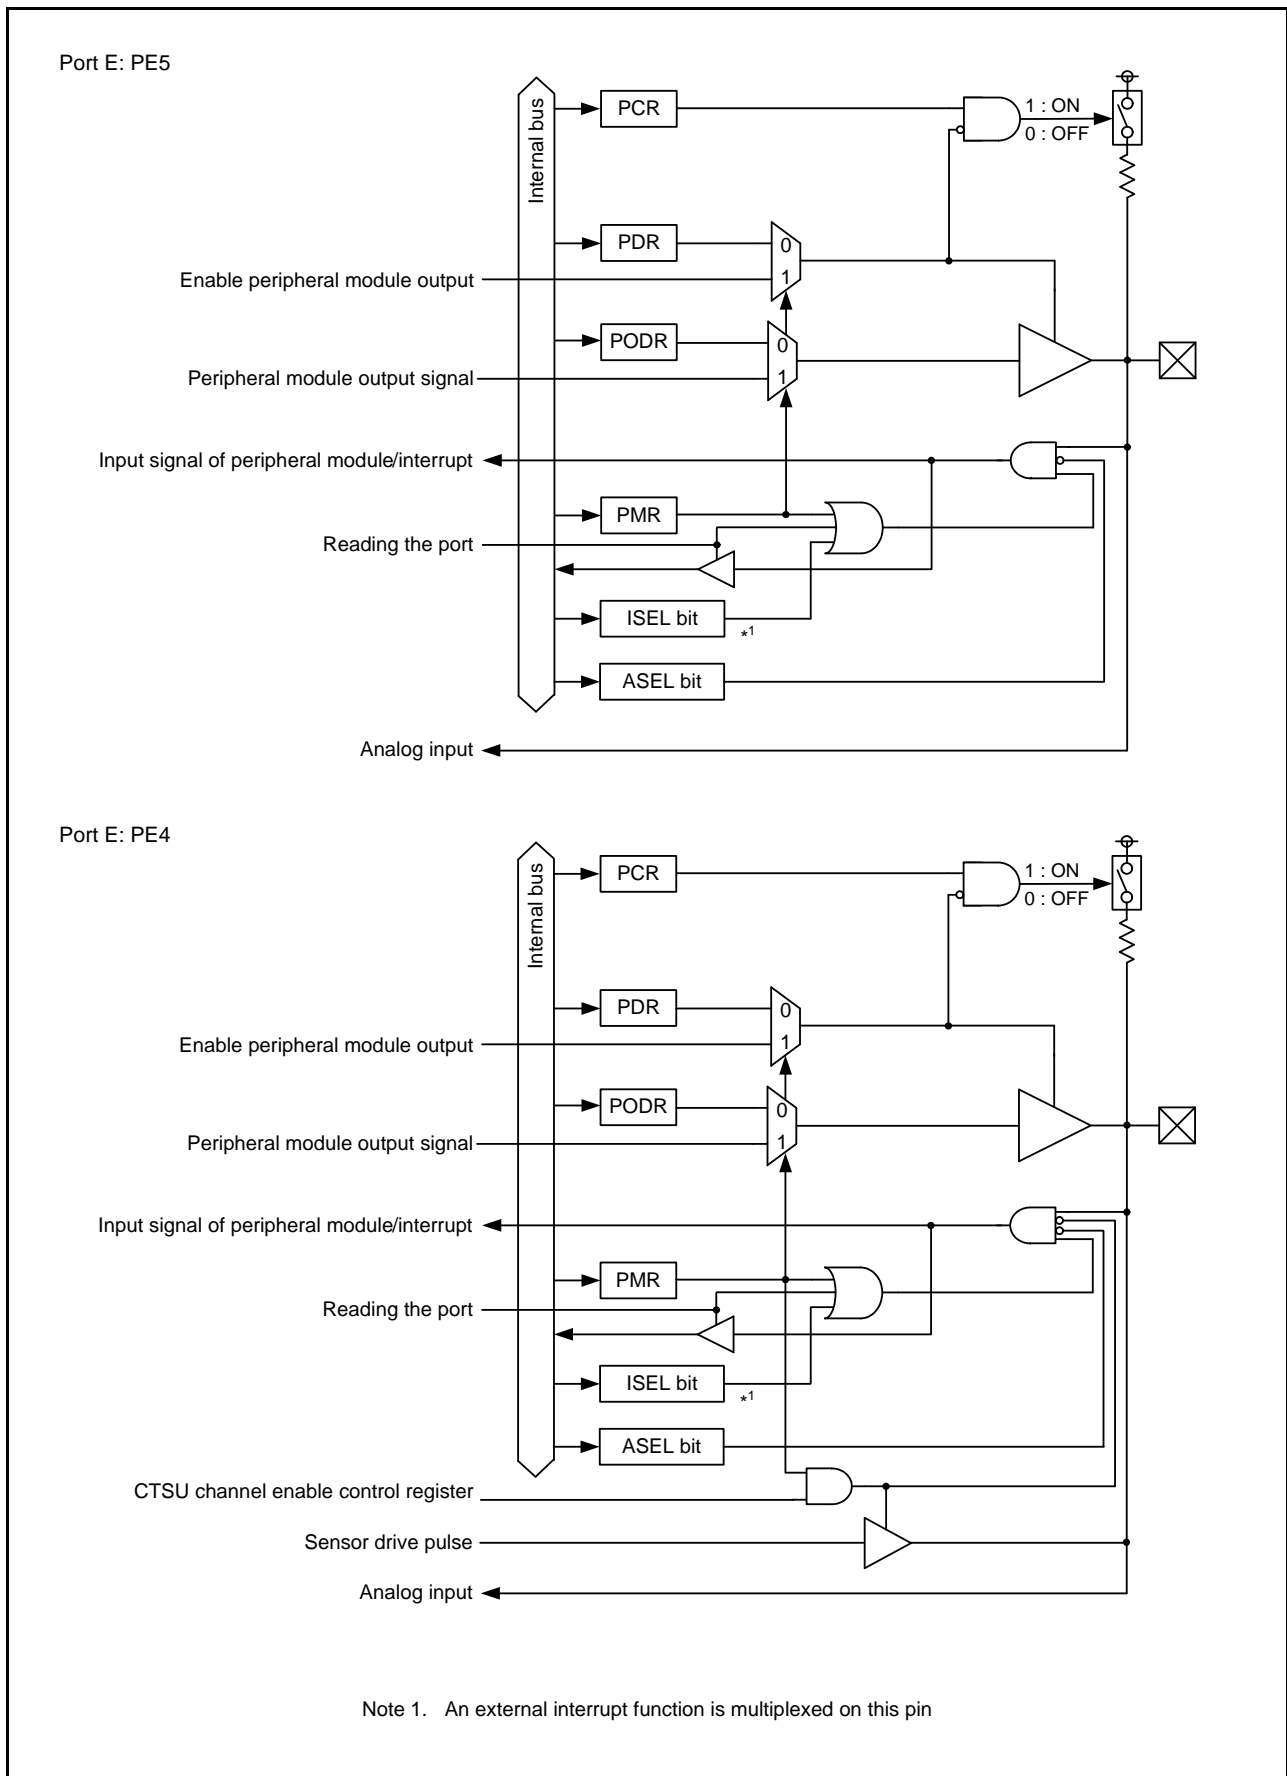 Port E: PE5
Internal bus
PCR
1 : ON
0 : OFF
PDR
0
Enable peripheral module output
1
PODR
0
Peripheral module output signal
1
Input signal of peripheral module/interrupt
PMR
Reading the port
ISEL bit
*1
ASEL bit
Analog input
Port E: PE4
Internal bus
PCR
1 : ON
0 : OFF
PDR
0
Enable peripheral module output
1
PODR
0
Peripheral module output signal
1
Input signal of peripheral module/interrupt
PMR
Reading the port
ISEL bit
*1
ASEL bit
CTSU channel enable control register
Sensor drive pulse
Analog input
Note 1. An external interrupt function is multiplexed on this pin